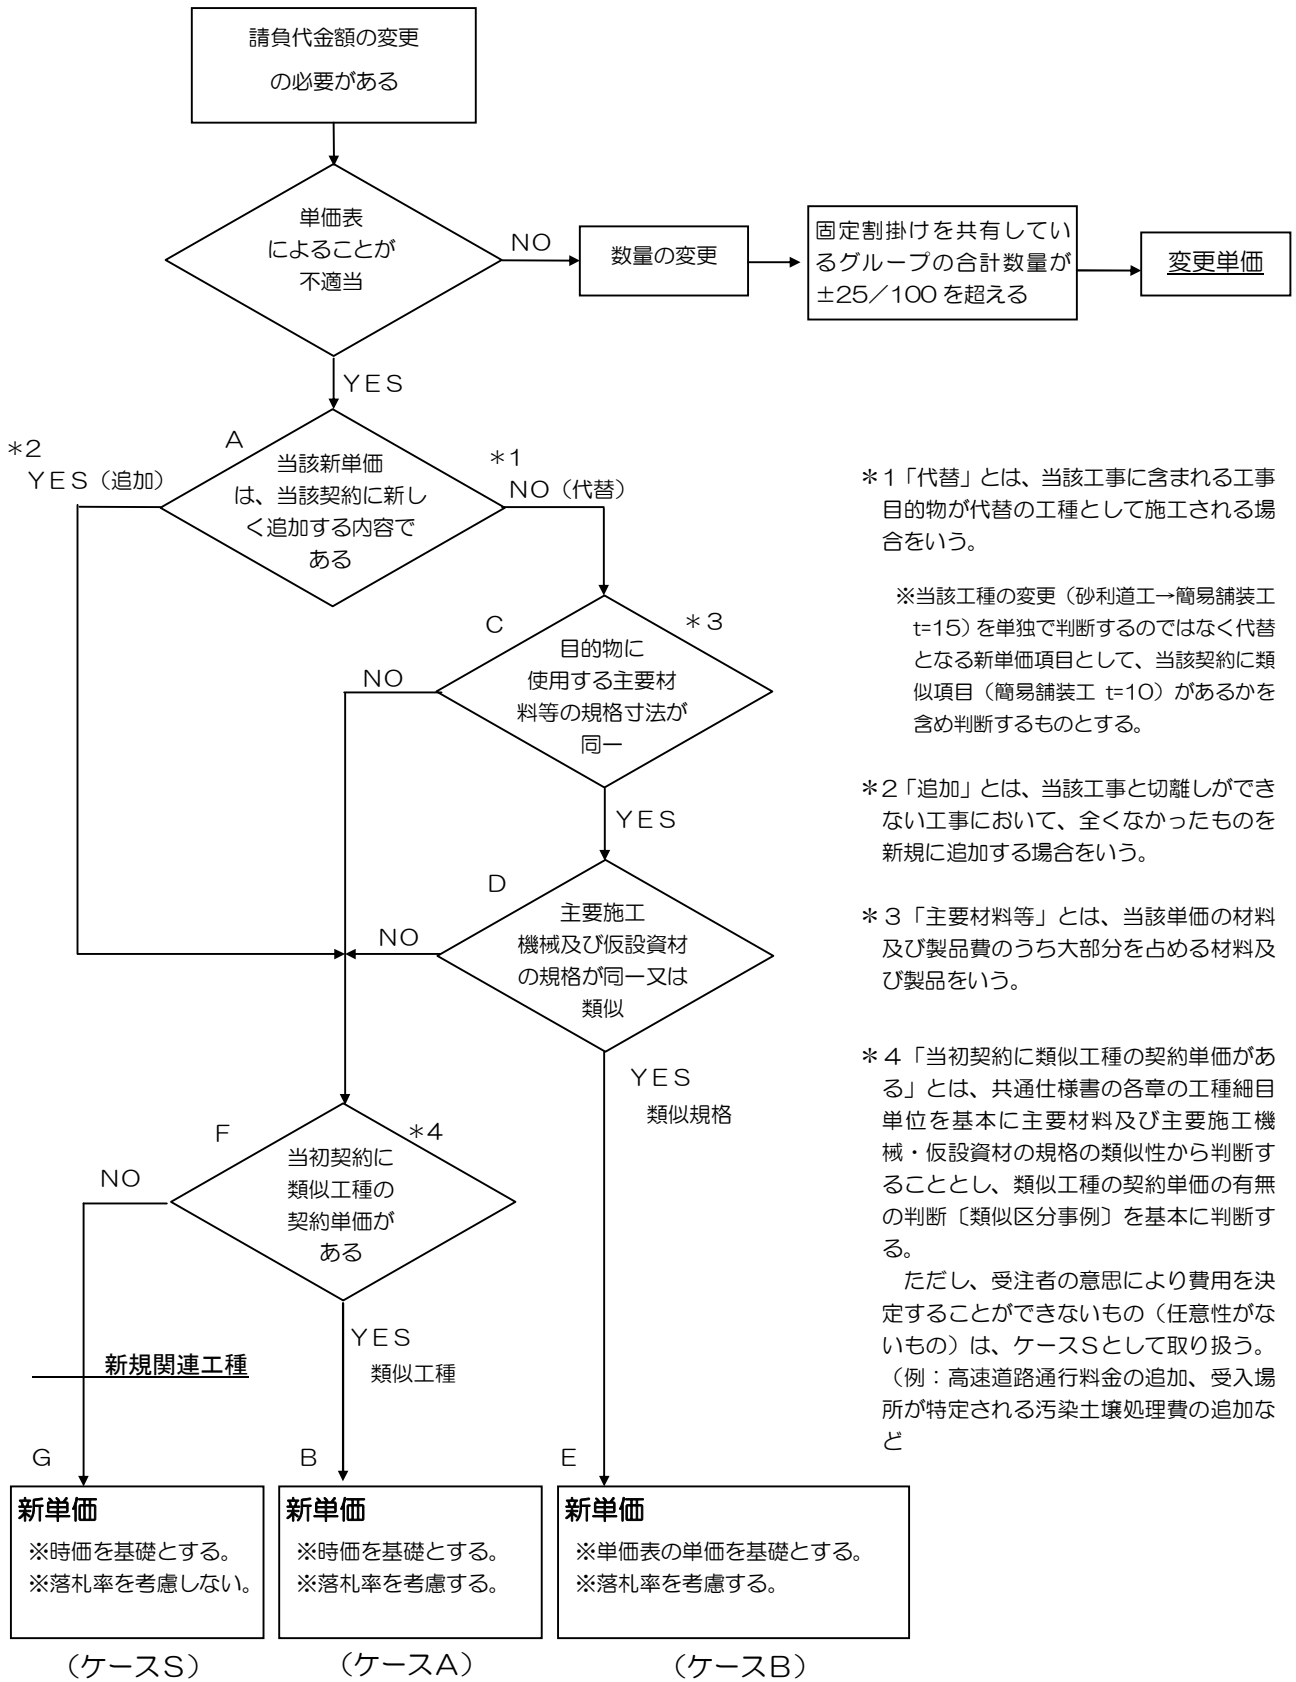 請負代金額の変更
の必要がある
単価表
によることが
不適当
NO
数量の変更
固定割掛けを共有してい
るグループの合計数量が
±25／100を超える
変更単価
YES
＊2
YES（追加）
A
当該新単価
は、当該契約に新し
く追加する内容で
ある
＊1
NO（代替）
C
＊3
目的物に
使用する主要材
料等の規格寸法が
同一
NO
YES
D
主要施工
機械及び仮設資材
の規格が同一又は
類似
NO
YES
類似規格
F
＊4
当初契約に
類似工種の
契約単価が
ある
NO
YES
類似工種
新規関連工種
G
新単価
※時価を基礎とする。
※落札率を考慮しない。
（ケースS）
B
新単価
※時価を基礎とする。
※落札率を考慮する。
（ケースA）
E
新単価
※単価表の単価を基礎とする。
※落札率を考慮する。
（ケースB）
＊1「代替」とは、当該工事に含まれる工事
目的物が代替の工種として施工される場
合をいう。
※当該工種の変更（砂利道工→簡易舗装工
t=15）を単独で判断するのではなく代替
となる新単価項目として、当該契約に類
似項目（簡易舗装工 t=10）があるかを
含め判断するものとする。
＊2「追加」とは、当該工事と切離しができ
ない工事において、全くなかったものを
新規に追加する場合をいう。
＊3「主要材料等」とは、当該単価の材料
及び製品費のうち大部分を占める材料及
び製品をいう。
＊4「当初契約に類似工種の契約単価があ
る」とは、共通仕様書の各章の工種細目
単位を基本に主要材料及び主要施工機
械・仮設資材の規格の類似性から判断す
ることとし、類似工種の契約単価の有無
の判断〔類似区分事例〕を基本に判断す
る。
ただし、受注者の意思により費用を決
定することができないもの（任意性がな
いもの）は、ケースSとして取り扱う。
（例：高速道路通行料金の追加、受入場
所が特定される汚染土壌処理費の追加な
ど